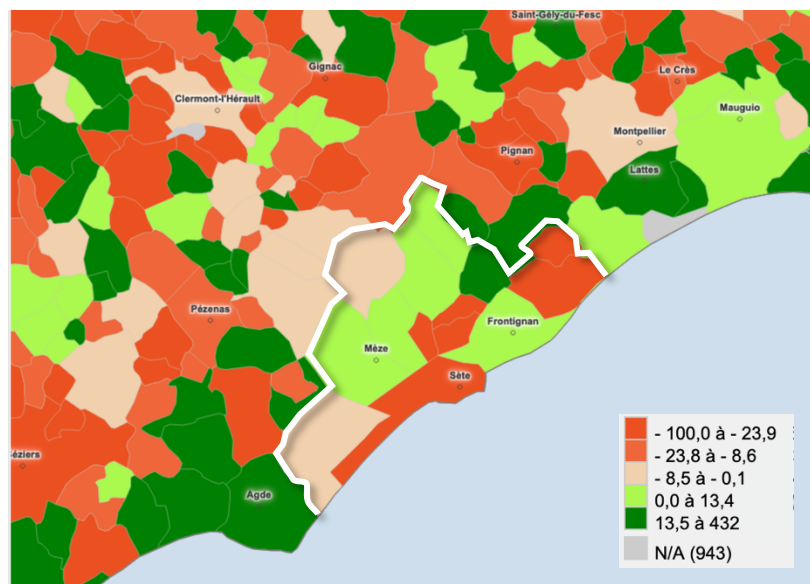 Saint-Gély-du-Fesc
Gignac
Le Crès
Clermont-l'Hérault
Mauguio
Montpellier
Pignan
Lattes
Pézenas
Frontignan
Mèze
Sète
éziers
Agde
- 100,0 à - 23,9
- 23,8 à - 8,6
- 8,5 à - 0,1
0,0 à 13,4
13,5 à 432
N/A (943)